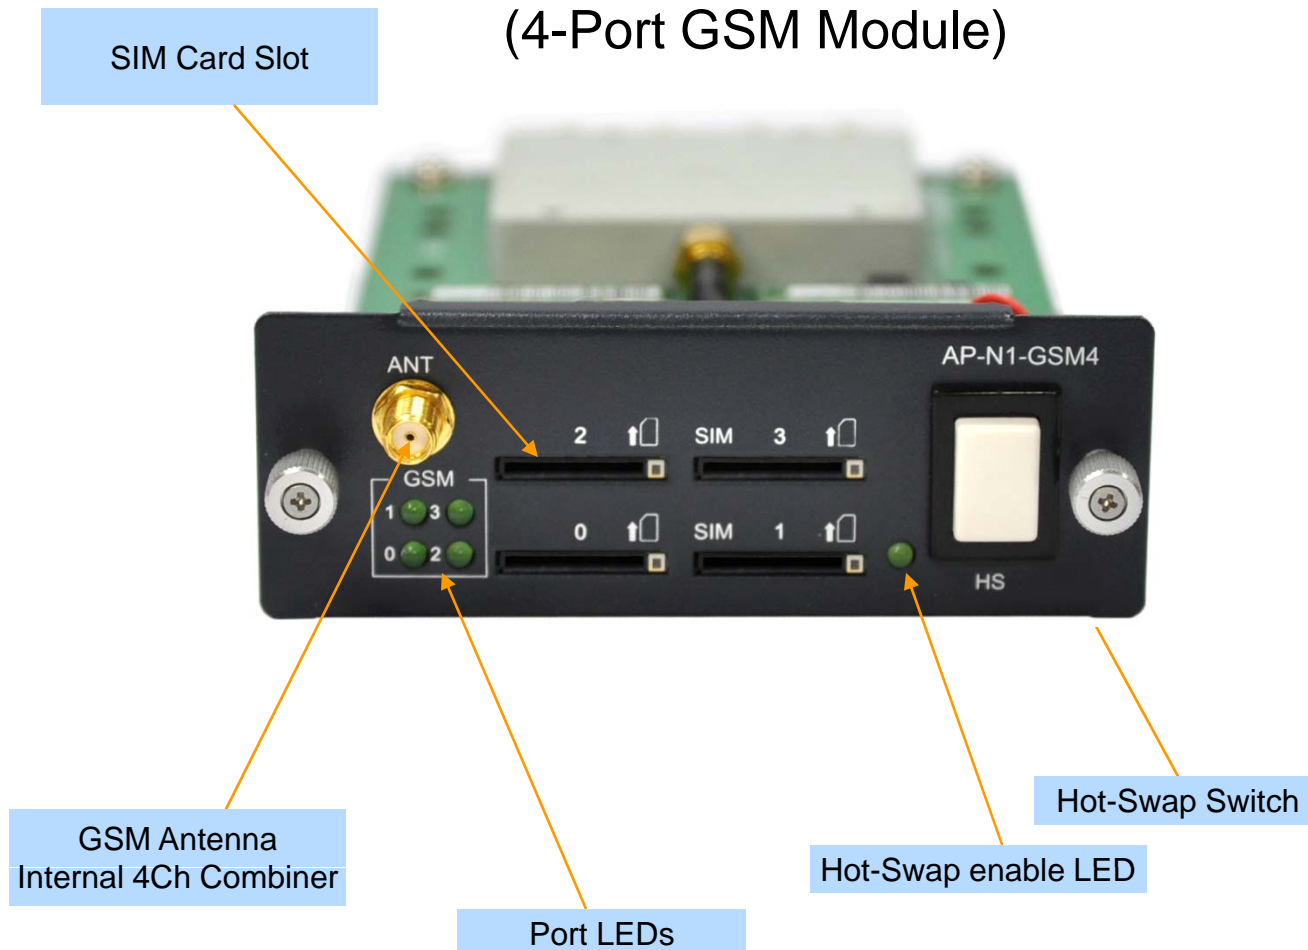 (4-Port GSM Module)
SIM Card Slot
ANT
AP-N1-GSM4
2 SIM 3
GSM
1 3
0 SIM 1
0 2
HS
Hot-Swap Switch
GSM Antenna
Internal 4Ch Combiner
Hot-Swap enable LED
Port LEDs